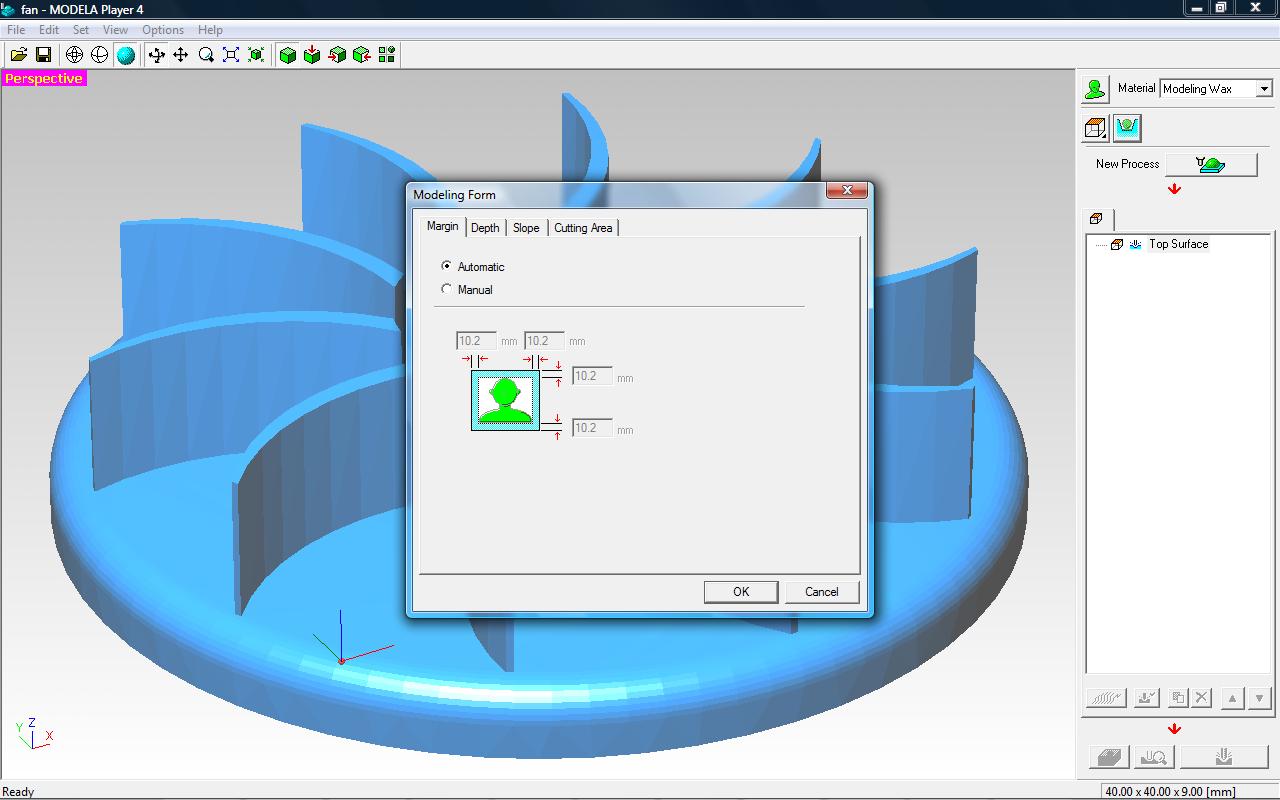 fan - MODELA Player 4
File Edit Set View Options Help
Perspective
Material Modeling Wax
New Process
Top Surface
Modeling Form
Margin Depth Slope Cutting Area
Automatic
Manual
10.2 mm 10.2 mm
10.2 mm
10.2 mm
OK Cancel
Z
Y
X
Ready
40.00 x 40.00 x 9.00 [mm]